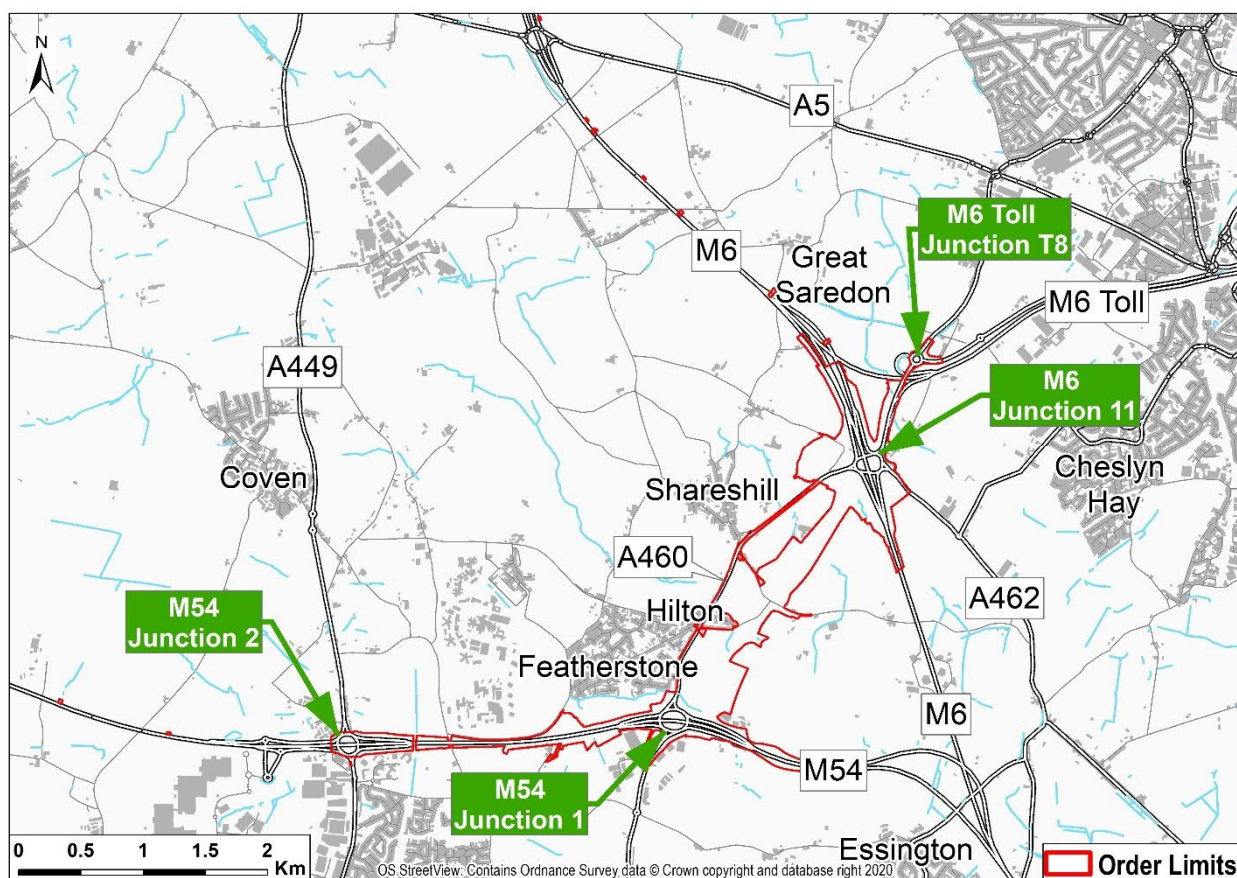 N
A5
M6 Toll
Junction T8
M6
Great
Saredon
M6 Toll
A449
M6
Junction 11
Coven
Shareshill
Cheslyn
Hay
A460
A462
M54
Junction 2
Hilton
Featherstone
M6
M54
M54
Junction 1
Essington
0 0.5 1 1.5 2
Km
OS StreetView: Contains Ordnance Survey data © Crown copyright and database right 2020
Order Limits